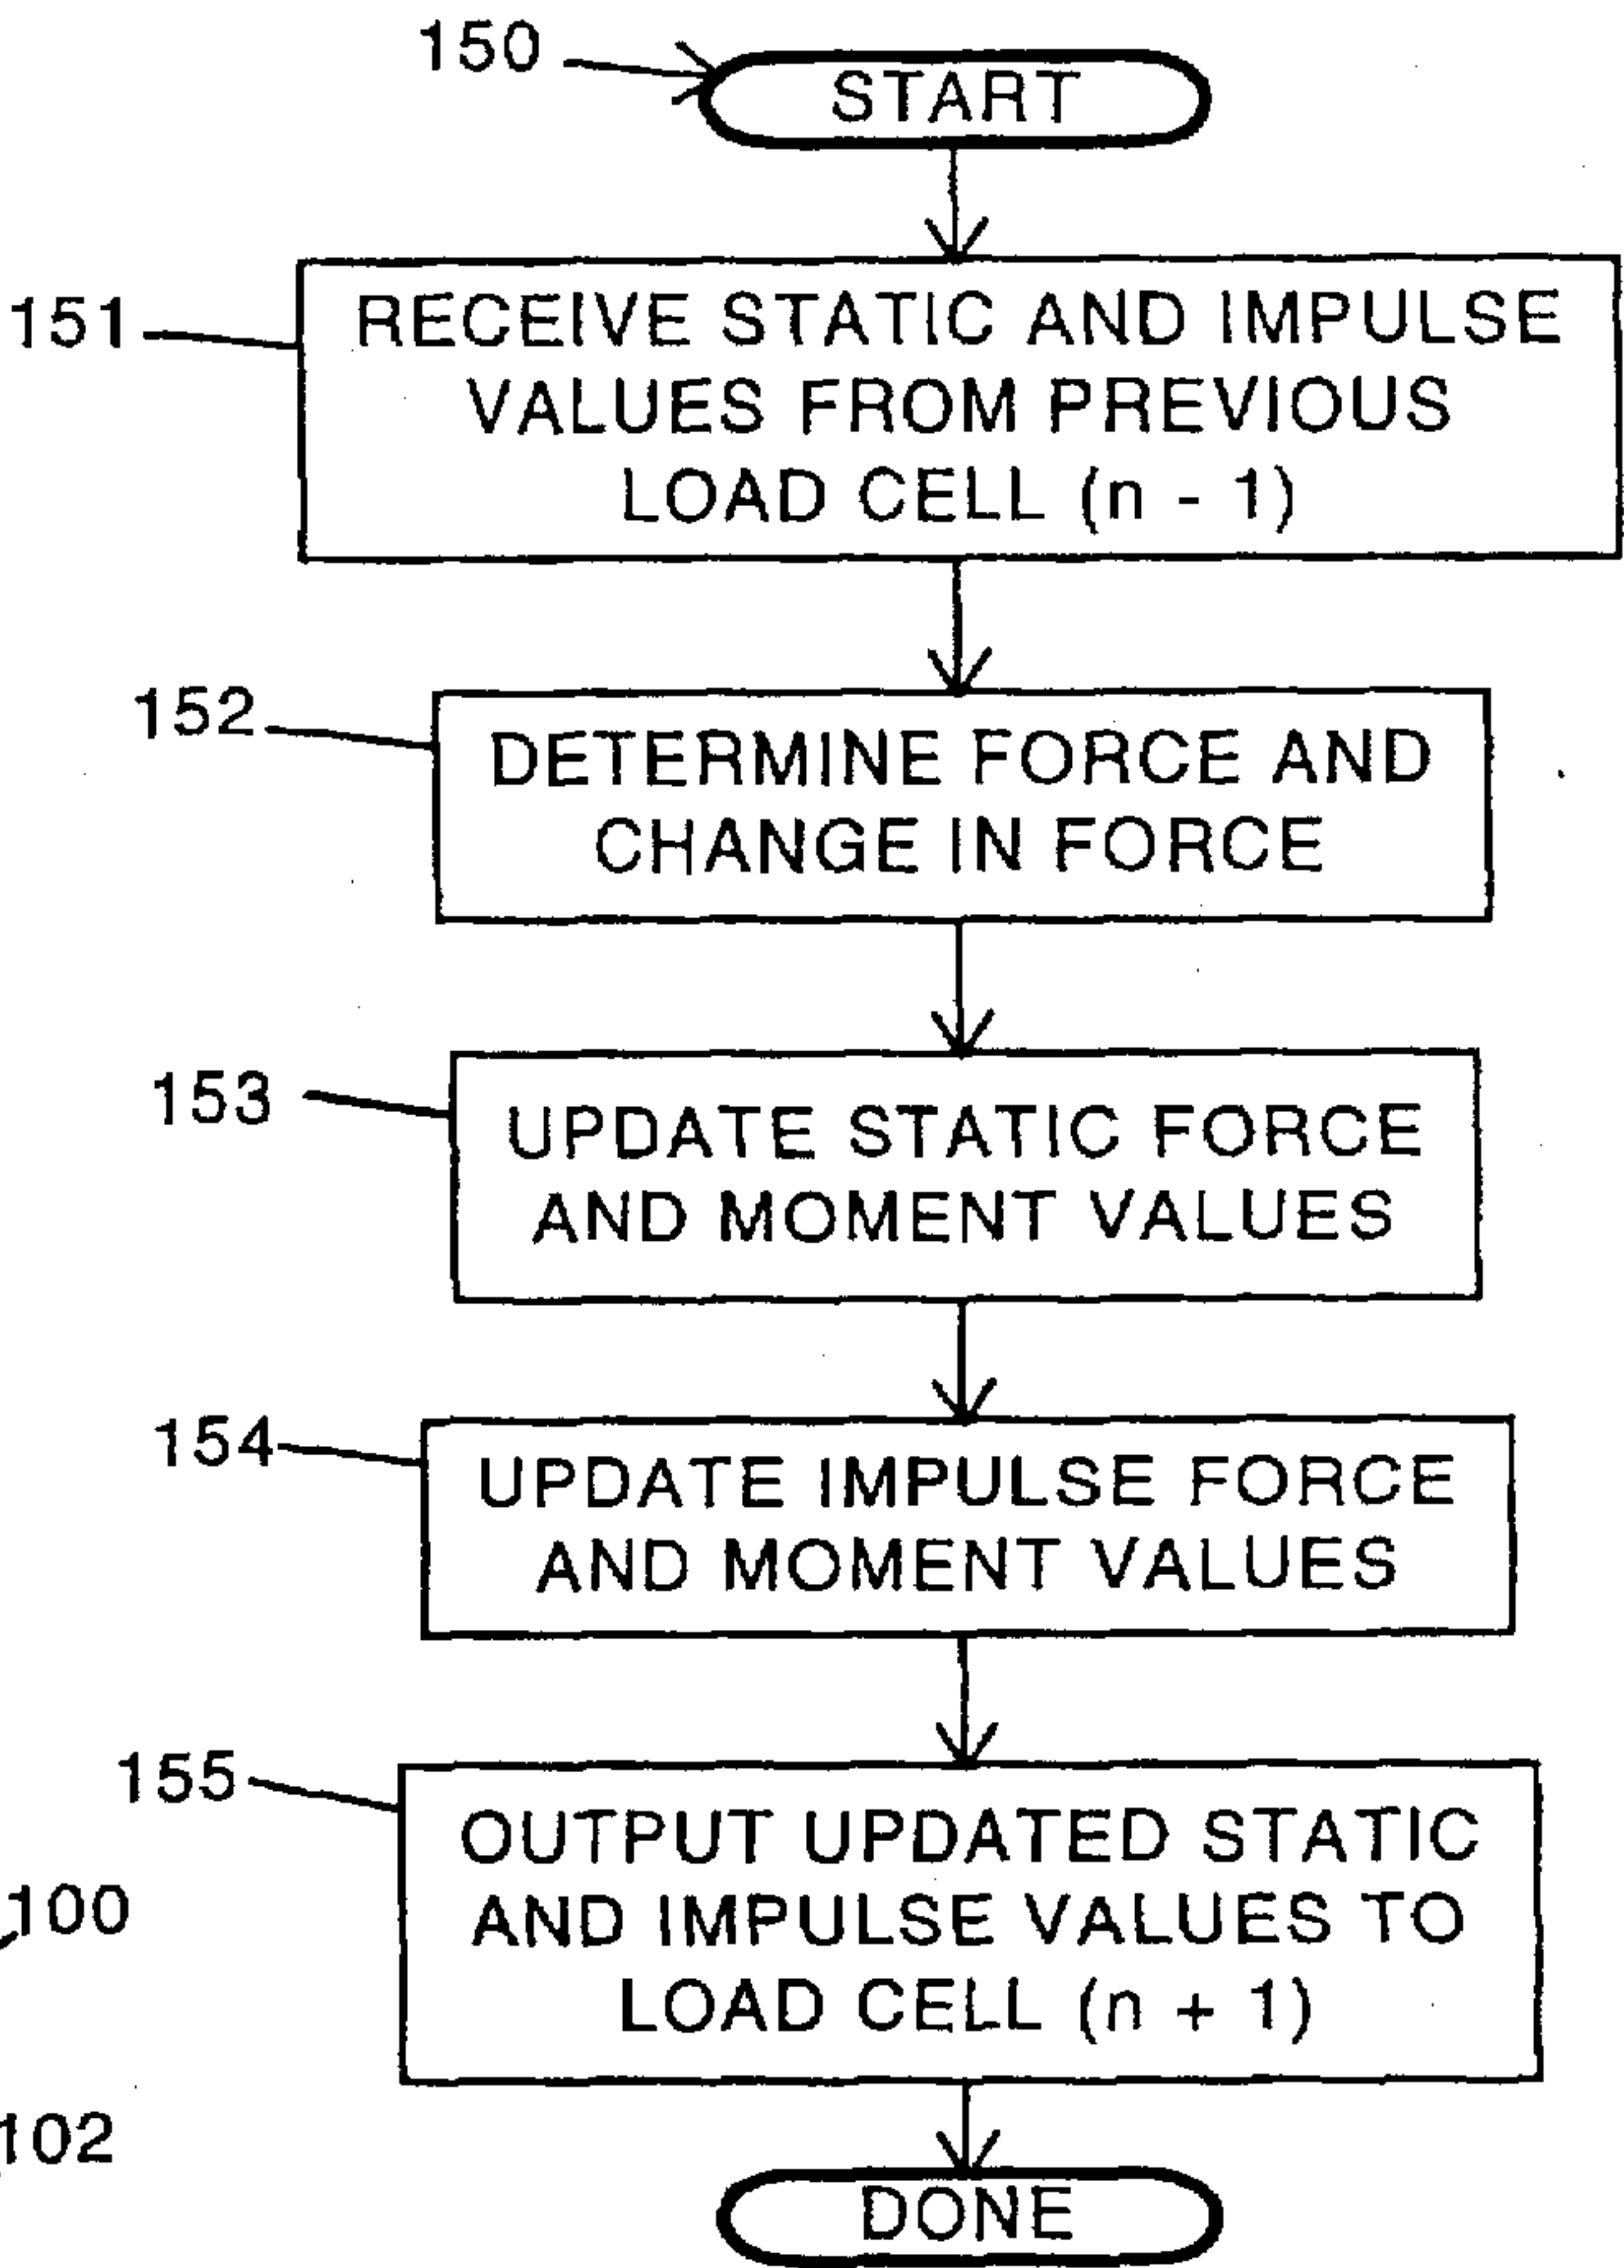 150
START
151
RECEIVE STATIC AND IMPULSE
VALUES FROM PREVIOUS
LOAD CELL (n - 1)
152
DETERMINE FORCE AND
CHANGE IN FORCE
153
UPDATE STATIC FORCE
AND MOMENT VALUES
154
UPDATE IMPULSE FORCE
AND MOMENT VALUES
155
OUTPUT UPDATED STATIC
AND IMPULSE VALUES TO
LOAD CELL (n + 1)
100
102
DONE